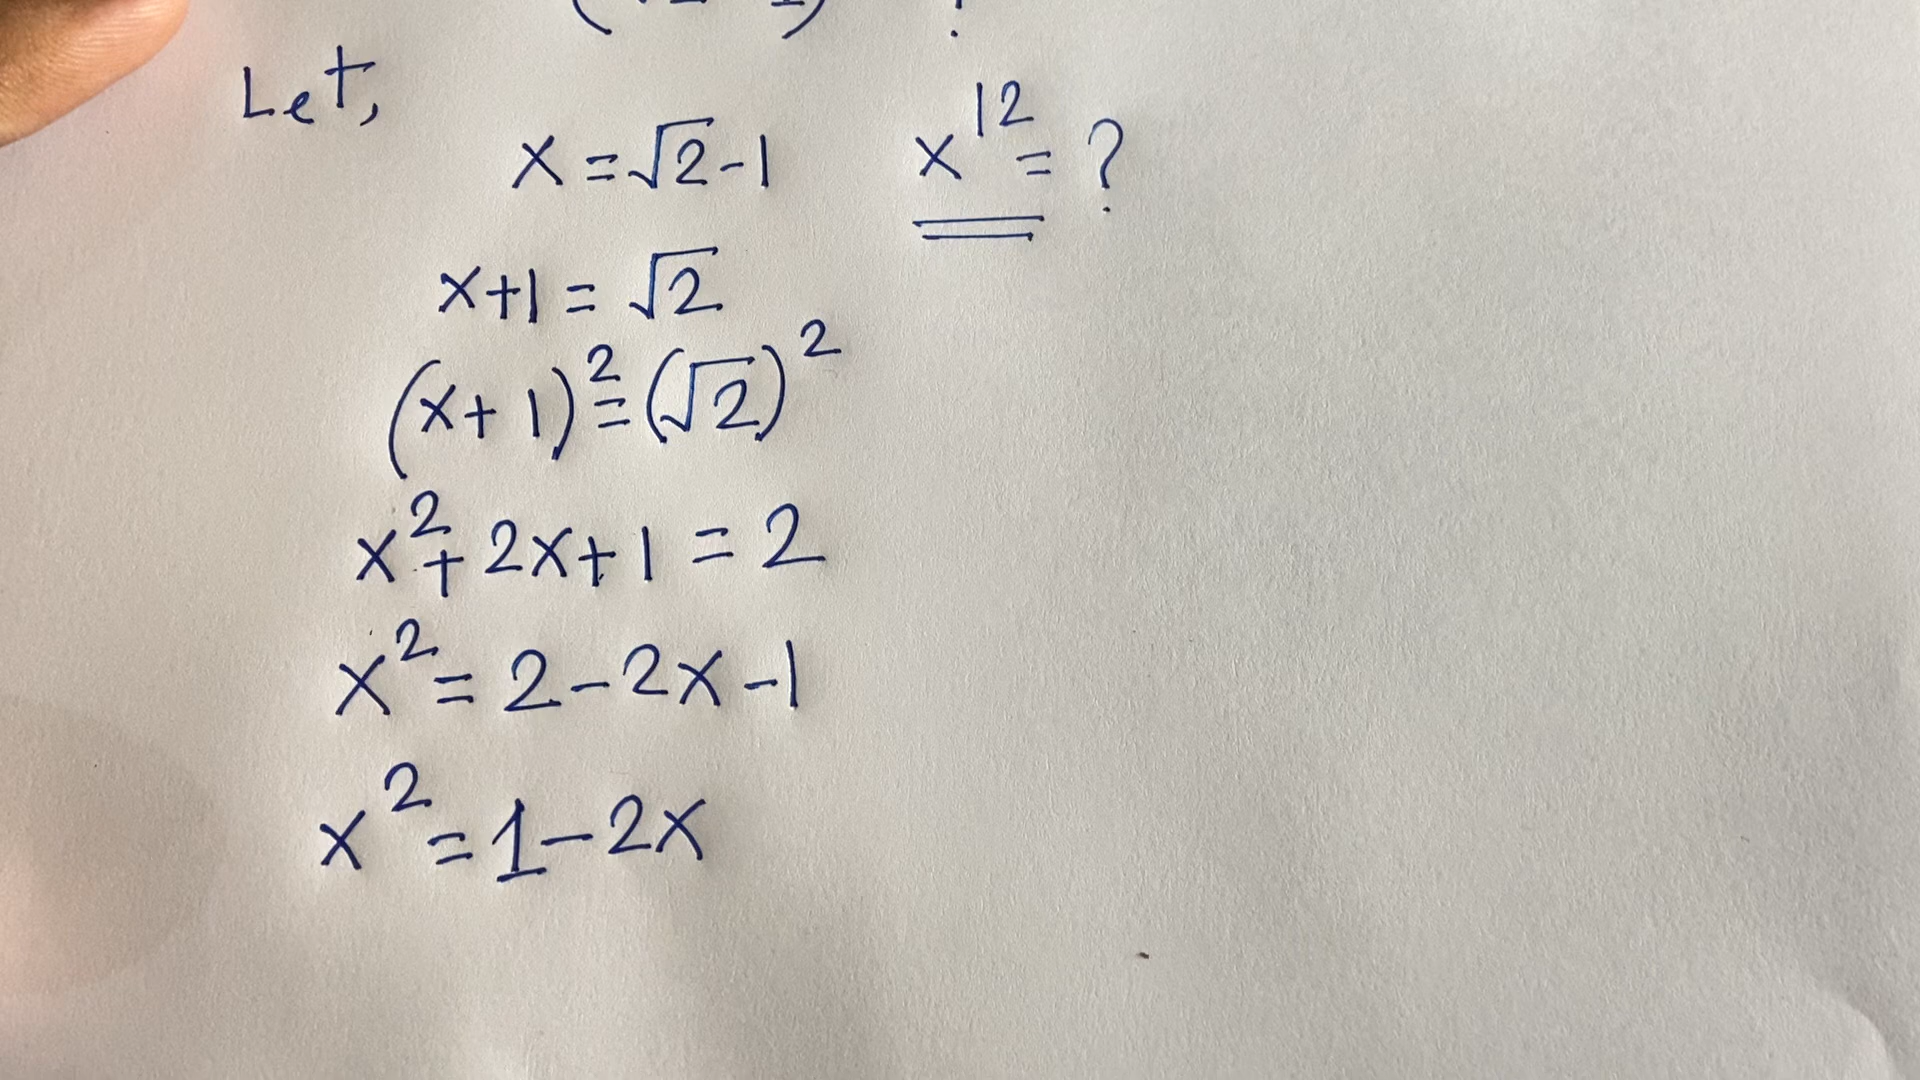 Let,
x = √2 - 1    x¹² = ?
x + 1 = √2
(x + 1)² = (√2)²
x² + 2x + 1 = 2
x² = 2 - 2x - 1
x² = 1 - 2x